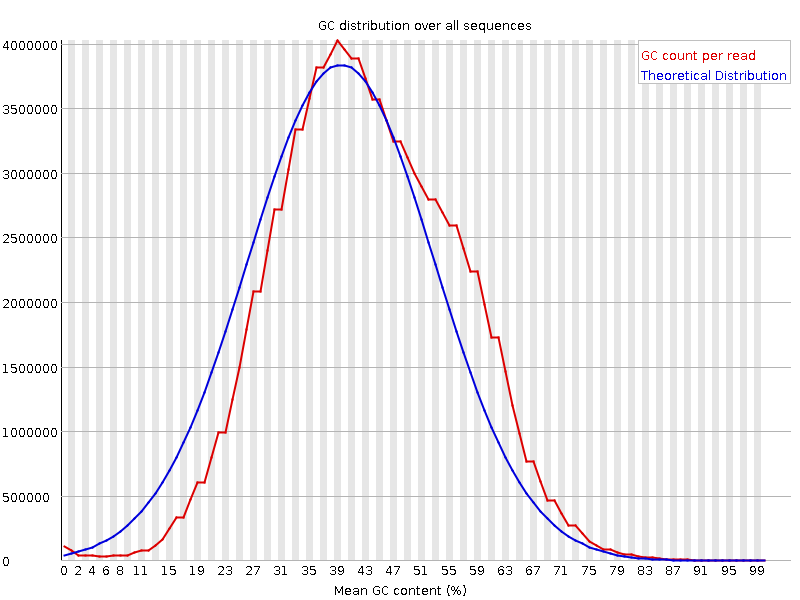 GC distribution over all sequences
GC count per read
Theoretical Distribution
4000000
3500000
3000000
2500000
2000000
1500000
1000000
500000
0
0 2 4 6 8 11 15 19 23 27 31 35 39 43 47 51 55 59 63 67 71 75 79 83 87 91 95 99
Mean GC content (%)